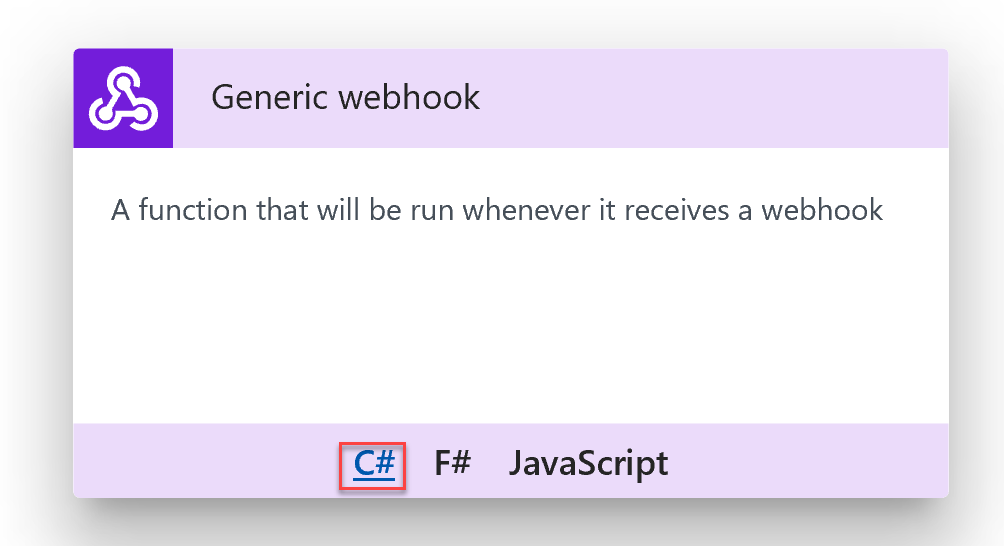 Generic webhook
A function that will be run whenever it receives a webhook
C# F# JavaScript